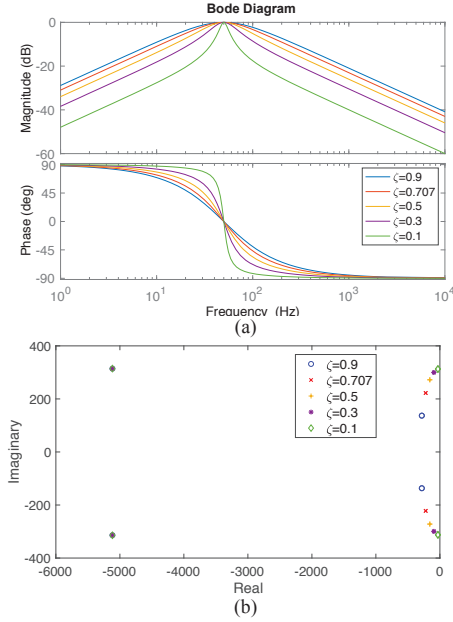 Bode Diagram
Magnitude (dB)
0
-20
-40
-60
Phase (deg)
90
45
0
-45
-90
ζ=0.9
ζ=0.707
ζ=0.5
ζ=0.3
ζ=0.1
10^0 10^1 10^2 10^3 10^4
Frequency (Hz)
(a)
Imaginary
400
200
0
-200
-400
ζ=0.9
ζ=0.707
ζ=0.5
ζ=0.3
ζ=0.1
-6000 -5000 -4000 -3000 -2000 -1000 0
Real
(b)